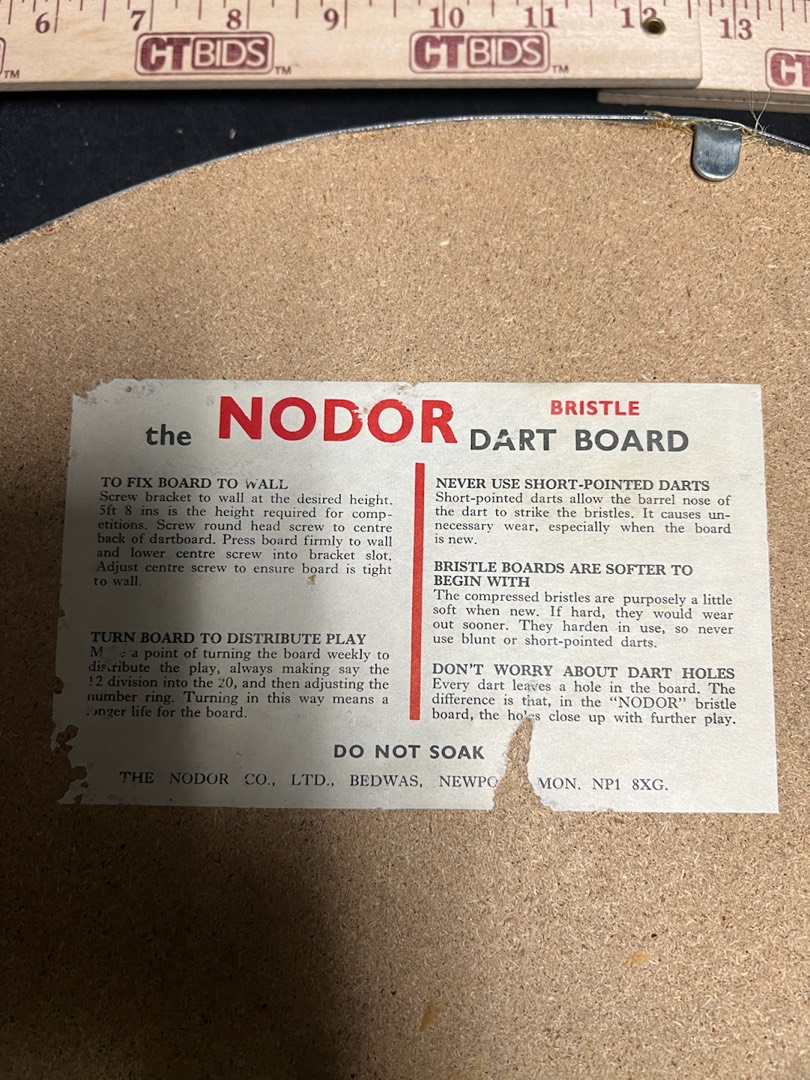 6 7 8 9 10 11 12 13
CTBIDS™ CTBIDS™ CT
the NODOR BRISTLE DART BOARD
TO FIX BOARD TO WALL
Screw bracket to wall at the desired height.
5ft 8 ins is the height required for comp-
etitions. Screw round head screw to centre
back of dartboard. Press board firmly to wall
and lower centre screw into bracket slot.
Adjust centre screw to ensure board is tight
to wall.
TURN BOARD TO DISTRIBUTE PLAY
a point of turning the board weekly to
distribute the play, always making say the
12 division into the 20, and then adjusting the
number ring. Turning in this way means a
longer life for the board.
NEVER USE SHORT-POINTED DARTS
Short-pointed darts allow the barrel nose of
the dart to strike the bristles. It causes un-
necessary wear, especially when the board
is new.
BRISTLE BOARDS ARE SOFTER TO
BEGIN WITH
The compressed bristles are purposely a little
soft when new. If hard, they would wear
out sooner. They harden in use, so never
use blunt or short-pointed darts.
DON'T WORRY ABOUT DART HOLES
Every dart leaves a hole in the board. The
difference is that, in the "NODOR" bristle
board, the holes close up with further play.
DO NOT SOAK
THE NODOR CO., LTD., BEDWAS, MON. NP1 8XG.